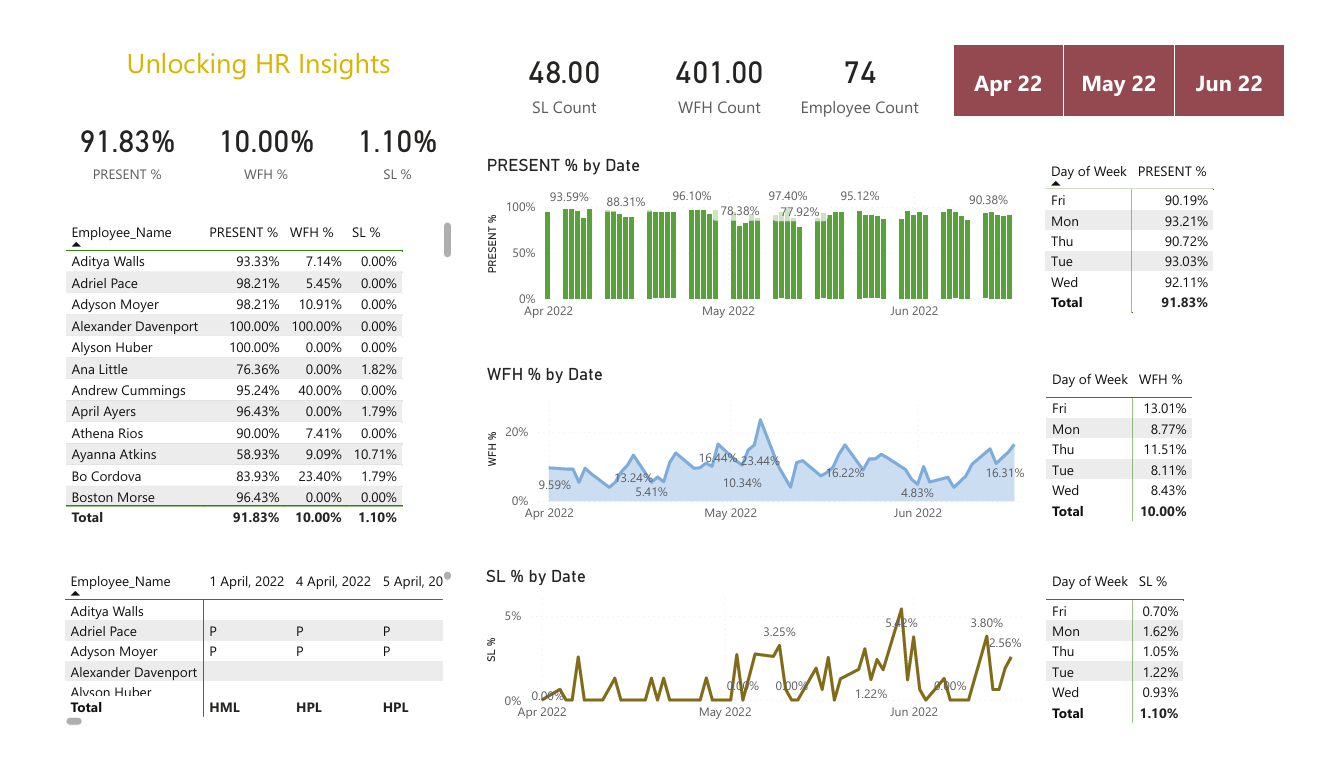 Unlocking HR Insights
48.00 401.00 74
SL Count WFH Count Employee Count
Apr 22 May 22 Jun 22
91.83% 10.00% 1.10%
PRESENT % WFH % SL %
Employee_Name PRESENT % WFH % SL %
Aditya Walls 93.33% 7.14% 0.00%
Adriel Pace 98.21% 5.45% 0.00%
Adyson Moyer 98.21% 10.91% 0.00%
Alexander Davenport 100.00% 100.00% 0.00%
Alyson Huber 100.00% 0.00% 0.00%
Ana Little 76.36% 0.00% 1.82%
Andrew Cummings 95.24% 40.00% 0.00%
April Ayers 96.43% 0.00% 1.79%
Athena Rios 90.00% 7.41% 0.00%
Ayanna Atkins 58.93% 9.09% 10.71%
Bo Cordova 83.93% 23.40% 1.79%
Boston Morse 96.43% 0.00% 0.00%
Total 91.83% 10.00% 1.10%
Employee_Name 1 April, 2022 4 April, 2022 5 April, 20
Aditya Walls
Adriel Pace P P P
Adyson Moyer P P P
Alexander Davenport
Alyson Huber
Total HML HPL HPL
PRESENT % by Date
PRESENT %
100%
50%
0%
93.59% 88.31% 96.10% 78.38% 97.40% 77.92% 95.12% 90.38%
Apr 2022 May 2022 Jun 2022
Day of Week PRESENT %
Fri 90.19%
Mon 93.21%
Thu 90.72%
Tue 93.03%
Wed 92.11%
Total 91.83%
WFH % by Date
WFH %
20%
0%
9.59% 13.24% 5.41% 16.44% 10.34% 23.44% 16.22% 4.83% 16.31%
Apr 2022 May 2022 Jun 2022
Day of Week WFH %
Fri 13.01%
Mon 8.77%
Thu 11.51%
Tue 8.11%
Wed 8.43%
Total 10.00%
SL % by Date
SL %
5%
0%
0.00% 0.00% 3.25% 0.00% 1.22% 5.42% 0.00% 3.80% 2.56%
Apr 2022 May 2022 Jun 2022
Day of Week SL %
Fri 0.70%
Mon 1.62%
Thu 1.05%
Tue 1.22%
Wed 0.93%
Total 1.10%